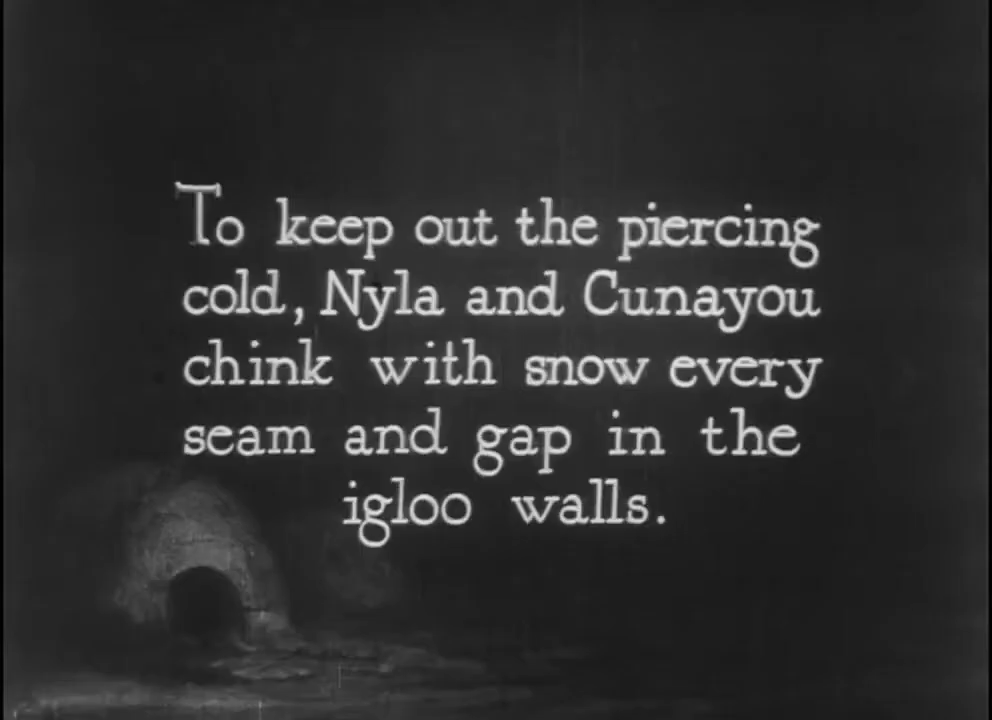 To keep out the piercing
cold, Nyla and Cunayou
chink with snow every
seam and gap in the
igloo walls.